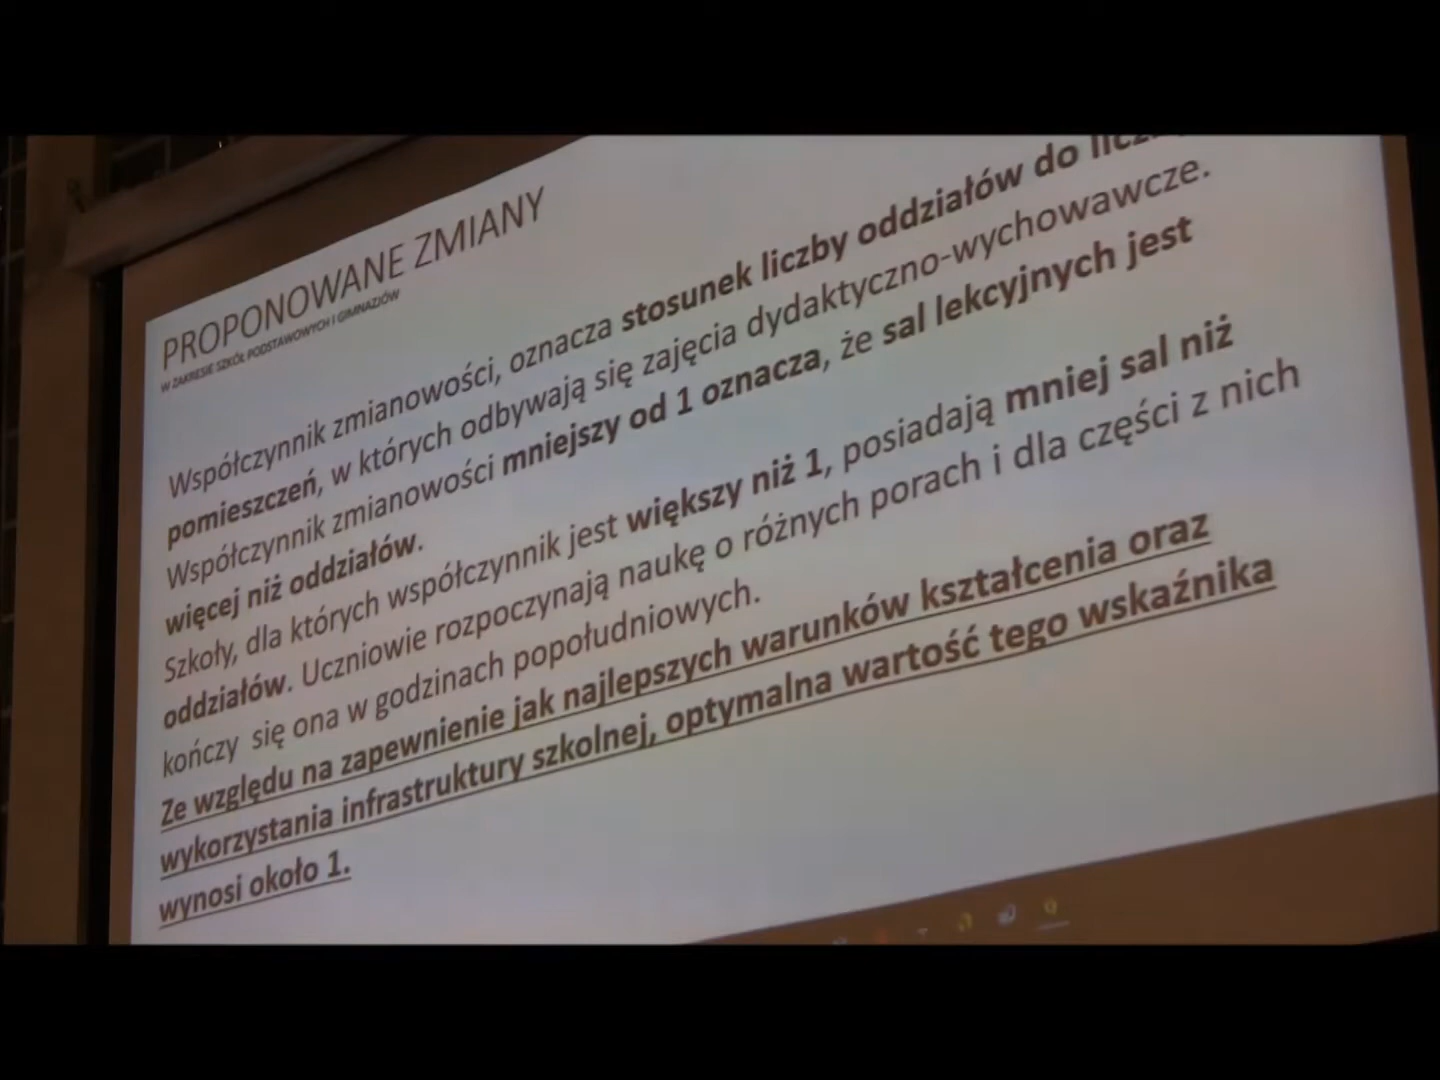 PROPONOWANE ZMIANY
W ZAKRESIE SZKÓŁ PODSTAWOWYCH I GIMNAZJÓW
Współczynnik zmianowości, oznacza stosunek liczby oddziałów do
pomieszczeń, w których odbywają się zajęcia dydaktyczno-wychowawcze.
Współczynnik zmianowości mniejszy od 1 oznacza, że sal lekcyjnych jest
więcej niż oddziałów.
Szkoły, dla których współczynnik jest większy niż 1, posiadają mniej sal niż
oddziałów. Uczniowie rozpoczynają naukę o różnych porach i dla części z nich
kończy się ona w godzinach popołudniowych.
Ze względu na zapewnienie jak najlepszych warunków kształcenia oraz
wykorzystania infrastruktury szkolnej, optymalna wartość tego wskaźnika
wynosi około 1.